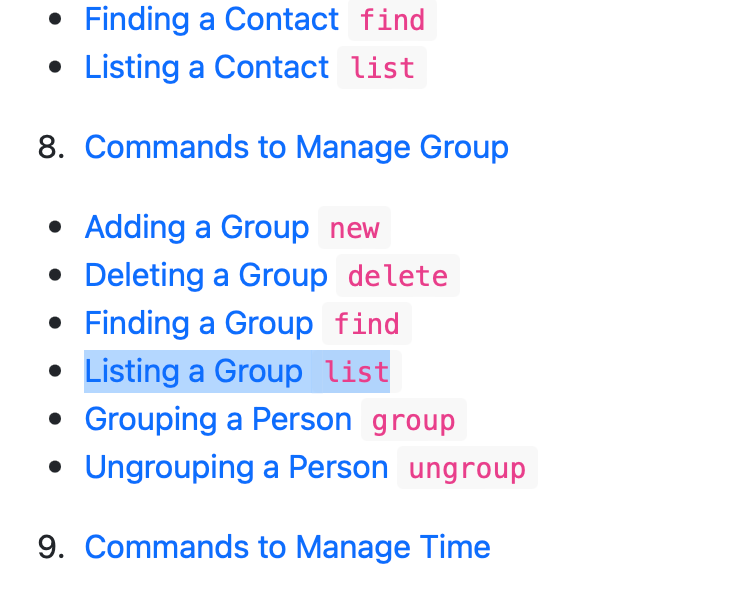 • Finding a Contact find
• Listing a Contact list
8. Commands to Manage Group
• Adding a Group new
• Deleting a Group delete
• Finding a Group find
• Listing a Group list
• Grouping a Person group
• Ungrouping a Person ungroup
9. Commands to Manage Time